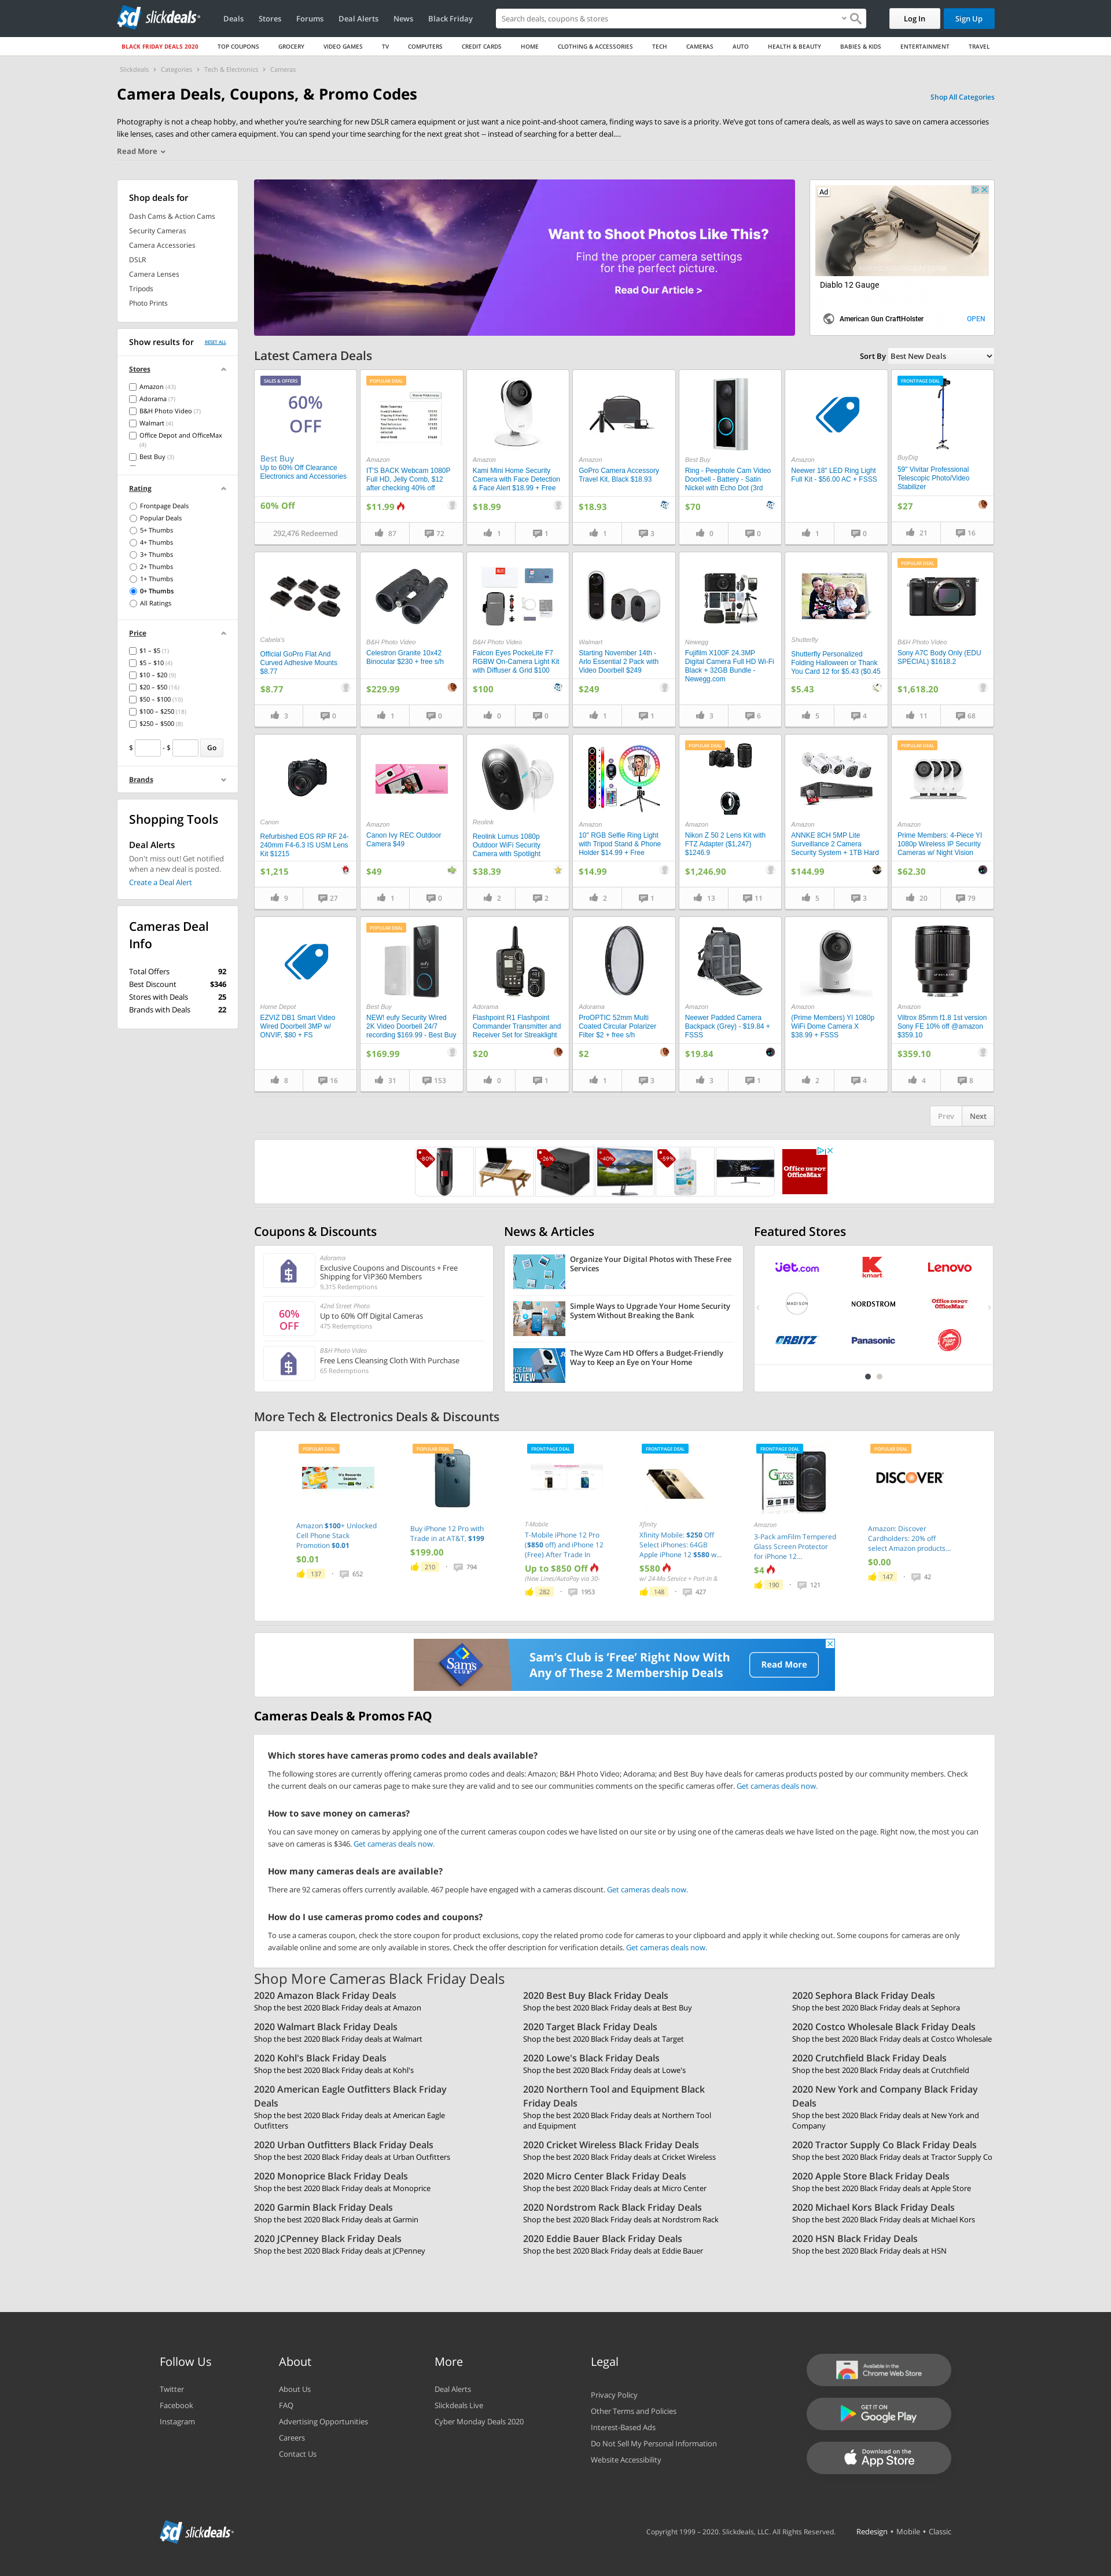 sd slickdeals
Deals
Stores
Forums
Deal Alerts
News
Black Friday
Search deals, coupons & stores
Log In
Sign Up
BLACK FRIDAY DEALS 2020
TOP COUPONS
GROCERY
VIDEO GAMES
TV
COMPUTERS
CREDIT CARDS
HOME
CLOTHING & ACCESSORIES
TECH
CAMERAS
AUTO
HEALTH & BEAUTY
BABIES & KIDS
ENTERTAINMENT
TRAVEL
Slickdeals > Categories > Tech & Electronics > Cameras
Camera Deals, Coupons, & Promo Codes
Shop All Categories
Photography is not a cheap hobby, and whether you're searching for new DSLR camera equipment or just want a nice point-and-shoot camera, finding ways to save is a priority. We've got tons of camera deals, as well as ways to save on camera accessories
like lenses, cases and other camera equipment. You can spend your time searching for the next great shot -- instead of searching for a better deal....
Read More
Shop deals for
Dash Cams & Action Cams
Security Cameras
Camera Accessories
DSLR
Camera Lenses
Tripods
Photo Prints
Show results for
RESET ALL
Stores
Amazon (43)
Adorama (7)
B&H Photo Video (7)
Walmart (4)
Office Depot and OfficeMax
(4)
Best Buy (3)
Rating
Frontpage Deals
Popular Deals
5+ Thumbs
4+ Thumbs
3+ Thumbs
2+ Thumbs
1+ Thumbs
0+ Thumbs
All Ratings
Price
$1 – $5 (1)
$5 – $10 (4)
$10 – $20 (9)
$20 – $50 (16)
$50 – $100 (10)
$100 – $250 (18)
$250 – $500 (8)
$ - $ Go
Brands
Shopping Tools
Deal Alerts
Don't miss out! Get notified
when a new deal is posted.
Create a Deal Alert
Cameras Deal
Info
Total Offers 92
Best Discount $346
Stores with Deals 25
Brands with Deals 22
Want to Shoot Photos Like This?
Find the proper camera settings
for the perfect picture.
Read Our Article >
Ad
Diablo 12 Gauge
American Gun CraftHolster
OPEN
Latest Camera Deals
Sort By Best New Deals
SALES & OFFERS
60%
OFF
Best Buy
Up to 60% Off Clearance
Electronics and Accessories
60% Off
292,476 Redeemed
POPULAR DEAL
Amazon
IT'S BACK Webcam 1080P
Full HD, Jelly Comb, $12
after checking 40% off
$11.99
87 72
Amazon
Kami Mini Home Security
Camera with Face Detection
& Face Alert $18.99 + Free
$18.99
1 1
Amazon
GoPro Camera Accessory
Travel Kit, Black $18.93
$18.93
1 3
Best Buy
Ring - Peephole Cam Video
Doorbell - Battery - Satin
Nickel with Echo Dot (3rd
$70
0 0
Amazon
Neewer 18" LED Ring Light
Full Kit - $56.00 AC + FSSS
1 0
FRONTPAGE DEAL
BuyDig
59" Vivitar Professional
Telescopic Photo/Video
Stabilizer
$27
21 16
Cabela's
Official GoPro Flat And
Curved Adhesive Mounts
$8.77
$8.77
3 0
B&H Photo Video
Celestron Granite 10x42
Binocular $230 + free s/h
$229.99
1 0
B&H Photo Video
Falcon Eyes PockeLite F7
RGBW On-Camera Light Kit
with Diffuser & Grid $100
$100
0 0
Walmart
Starting November 14th -
Arlo Essential 2 Pack with
Video Doorbell $249
$249
1 1
Newegg
Fujifilm X100F 24.3MP
Digital Camera Full HD Wi-Fi
Black + 32GB Bundle -
Newegg.com
3 6
Shutterfly
Shutterfly Personalized
Folding Halloween or Thank
You Card 12 for $5.43 ($0.45
$5.43
5 4
POPULAR DEAL
B&H Photo Video
Sony A7C Body Only (EDU
SPECIAL) $1618.2
$1,618.20
11 68
Canon
Refurbished EOS RP RF 24-
240mm F4-6.3 IS USM Lens
Kit $1215
$1,215
9 27
Amazon
Canon Ivy REC Outdoor
Camera $49
$49
1 0
Reolink
Reolink Lumus 1080p
Outdoor WiFi Security
Camera with Spotlight
$38.39
2 2
Amazon
10" RGB Selfie Ring Light
with Tripod Stand & Phone
Holder $14.99 + Free
$14.99
2 1
POPULAR DEAL
Amazon
Nikon Z 50 2 Lens Kit with
FTZ Adapter ($1,247)
$1246.9
$1,246.90
13 11
Amazon
ANNKE 8CH 5MP Lite
Surveillance 2 Camera
Security System + 1TB Hard
$144.99
5 3
POPULAR DEAL
Amazon
Prime Members: 4-Piece YI
1080p Wireless IP Security
Cameras w/ Night Vision
$62.30
20 79
Home Depot
EZVIZ DB1 Smart Video
Wired Doorbell 3MP w/
ONVIF, $80 + FS
8 16
POPULAR DEAL
Best Buy
NEW! eufy Security Wired
2K Video Doorbell 24/7
recording $169.99 - Best Buy
$169.99
31 153
Adorama
Flashpoint R1 Flashpoint
Commander Transmitter and
Receiver Set for Streaklight
$20
0 1
Adorama
ProOPTIC 52mm Multi
Coated Circular Polarizer
Filter $2 + free s/h
$2
1 3
Amazon
Neewer Padded Camera
Backpack (Grey) - $19.84 +
FSSS
$19.84
3 1
Amazon
(Prime Members) YI 1080p
WiFi Dome Camera X
$38.99 + FSSS
2 4
Amazon
Viltrox 85mm f1.8 1st version
Sony FE 10% off @amazon
$359.10
$359.10
4 8
Prev
Next
-80%
-26%
-40%
-59%
Office DEPOT
OfficeMax
Coupons & Discounts
Adorama
Exclusive Coupons and Discounts + Free
Shipping for VIP360 Members
9,315 Redemptions
60%
OFF
42nd Street Photo
Up to 60% Off Digital Cameras
475 Redemptions
B&H Photo Video
Free Lens Cleansing Cloth With Purchase
65 Redemptions
News & Articles
Organize Your Digital Photos with These Free
Services
Simple Ways to Upgrade Your Home Security
System Without Breaking the Bank
The Wyze Cam HD Offers a Budget-Friendly
Way to Keep an Eye on Your Home
YZE CAM
REVIEW
Featured Stores
jet.com
kmart
Lenovo
MADISON
NORDSTROM
Office DEPOT
OfficeMax
ORBITZ
Panasonic
Pizza Hut
More Tech & Electronics Deals & Discounts
POPULAR DEAL
Amazon $100+ Unlocked
Cell Phone Stack
Promotion $0.01
$0.01
137 · 652
POPULAR DEAL
Buy iPhone 12 Pro with
Trade in at AT&T, $199
$199.00
210 · 794
FRONTPAGE DEAL
T-Mobile
T-Mobile iPhone 12 Pro
($850 off) and iPhone 12
(Free) After Trade In
Up to $850 Off
(New Lines/AutoPay via 30-
282 · 1953
FRONTPAGE DEAL
Xfinity
Xfinity Mobile: $250 Off
Select iPhones: 64GB
Apple iPhone 12 $580 w...
$580
w/ 24-Mo Service + Port-In &
148 · 427
FRONTPAGE DEAL
GLASS
Amazon
3-Pack amFilm Tempered
Glass Screen Protector
for iPhone 12...
$4
190 · 121
POPULAR DEAL
DISCOVER
Amazon: Discover
Cardholders: 20% off
select Amazon products...
$0.00
147 · 42
Sam's Club
Sam's Club is 'Free' Right Now With
Any of These 2 Membership Deals
Read More
Cameras Deals & Promos FAQ
Which stores have cameras promo codes and deals available?
The following stores are currently offering cameras promo codes and deals: Amazon; B&H Photo Video; Adorama; and Best Buy have deals for cameras products posted by our community members. Check
the current deals on our cameras page to make sure they are valid and to see our communities comments on the specific cameras offer. Get cameras deals now.
How to save money on cameras?
You can save money on cameras by applying one of the current cameras coupon codes we have listed on our site or by using one of the cameras deals we have listed on the page. Right now, the most you can
save on cameras is $346. Get cameras deals now.
How many cameras deals are available?
There are 92 cameras offers currently available. 467 people have engaged with a cameras discount. Get cameras deals now.
How do I use cameras promo codes and coupons?
To use a cameras coupon, check the store coupon for product exclusions, copy the related promo code for cameras to your clipboard and apply it while checking out. Some coupons for cameras are only
available online and some are only available in stores. Check the offer description for verification details. Get cameras deals now.
Shop More Cameras Black Friday Deals
2020 Amazon Black Friday Deals
Shop the best 2020 Black Friday deals at Amazon
2020 Best Buy Black Friday Deals
Shop the best 2020 Black Friday deals at Best Buy
2020 Sephora Black Friday Deals
Shop the best 2020 Black Friday deals at Sephora
2020 Walmart Black Friday Deals
Shop the best 2020 Black Friday deals at Walmart
2020 Target Black Friday Deals
Shop the best 2020 Black Friday deals at Target
2020 Costco Wholesale Black Friday Deals
Shop the best 2020 Black Friday deals at Costco Wholesale
2020 Kohl's Black Friday Deals
Shop the best 2020 Black Friday deals at Kohl's
2020 Lowe's Black Friday Deals
Shop the best 2020 Black Friday deals at Lowe's
2020 Crutchfield Black Friday Deals
Shop the best 2020 Black Friday deals at Crutchfield
2020 American Eagle Outfitters Black Friday
Deals
Shop the best 2020 Black Friday deals at American Eagle
Outfitters
2020 Northern Tool and Equipment Black
Friday Deals
Shop the best 2020 Black Friday deals at Northern Tool
and Equipment
2020 New York and Company Black Friday
Deals
Shop the best 2020 Black Friday deals at New York and
Company
2020 Urban Outfitters Black Friday Deals
Shop the best 2020 Black Friday deals at Urban Outfitters
2020 Cricket Wireless Black Friday Deals
Shop the best 2020 Black Friday deals at Cricket Wireless
2020 Tractor Supply Co Black Friday Deals
Shop the best 2020 Black Friday deals at Tractor Supply Co
2020 Monoprice Black Friday Deals
Shop the best 2020 Black Friday deals at Monoprice
2020 Micro Center Black Friday Deals
Shop the best 2020 Black Friday deals at Micro Center
2020 Apple Store Black Friday Deals
Shop the best 2020 Black Friday deals at Apple Store
2020 Garmin Black Friday Deals
Shop the best 2020 Black Friday deals at Garmin
2020 Nordstrom Rack Black Friday Deals
Shop the best 2020 Black Friday deals at Nordstrom Rack
2020 Michael Kors Black Friday Deals
Shop the best 2020 Black Friday deals at Michael Kors
2020 JCPenney Black Friday Deals
Shop the best 2020 Black Friday deals at JCPenney
2020 Eddie Bauer Black Friday Deals
Shop the best 2020 Black Friday deals at Eddie Bauer
2020 HSN Black Friday Deals
Shop the best 2020 Black Friday deals at HSN
Follow Us
Twitter
Facebook
Instagram
About
About Us
FAQ
Advertising Opportunities
Careers
Contact Us
More
Deal Alerts
Slickdeals Live
Cyber Monday Deals 2020
Legal
Privacy Policy
Other Terms and Policies
Interest-Based Ads
Do Not Sell My Personal Information
Website Accessibility
Available in the
Chrome Web Store
GET IT ON
Google Play
Download on the
App Store
sd slickdeals
Copyright 1999 – 2020. Slickdeals, LLC. All Rights Reserved.
Redesign • Mobile • Classic